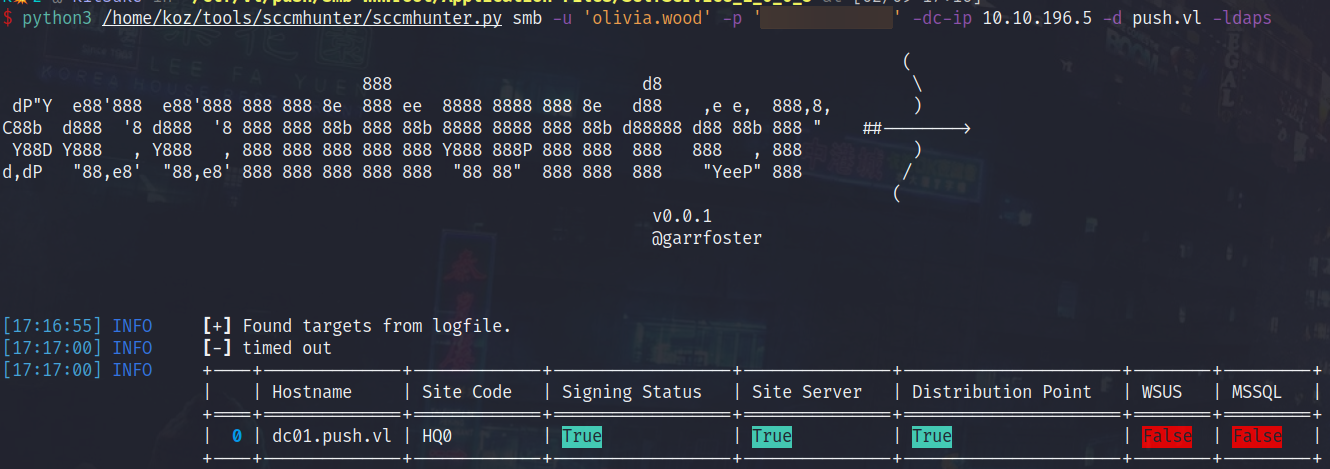 $ python3 /home/koz/tools/sccmhunter/sccmhunter.py smb -u 'olivia.wood' -p ' ' -dc-ip 10.10.196.5 -d push.vl -ldaps
(
888 d8 \
dP"Y e88'888 e88'888 888 888 8e 888 ee 8888 8888 888 8e d88 ,e e, 888,8, )
C88b d888 '8 d888 '8 888 888 88b 888 88b 8888 8888 888 88b d88888 d88 88b 888 " ##-------->
Y88D Y888 , Y888 , 888 888 888 888 888 Y888 888P 888 888 888 888 , 888 )
d,dP "88,e8' "88,e8' 888 888 888 888 888 "88 88" 888 888 888 "YeeP" 888 /
(
v0.0.1
@garrfoster
[17:16:55] INFO [+] Found targets from logfile.
[17:17:00] INFO [-] timed out
[17:17:00] INFO
| | Hostname | Site Code | Signing Status | Site Server | Distribution Point | WSUS | MSSQL |
| 0 | dc01.push.vl | HQ0 | True | True | True | False | False |